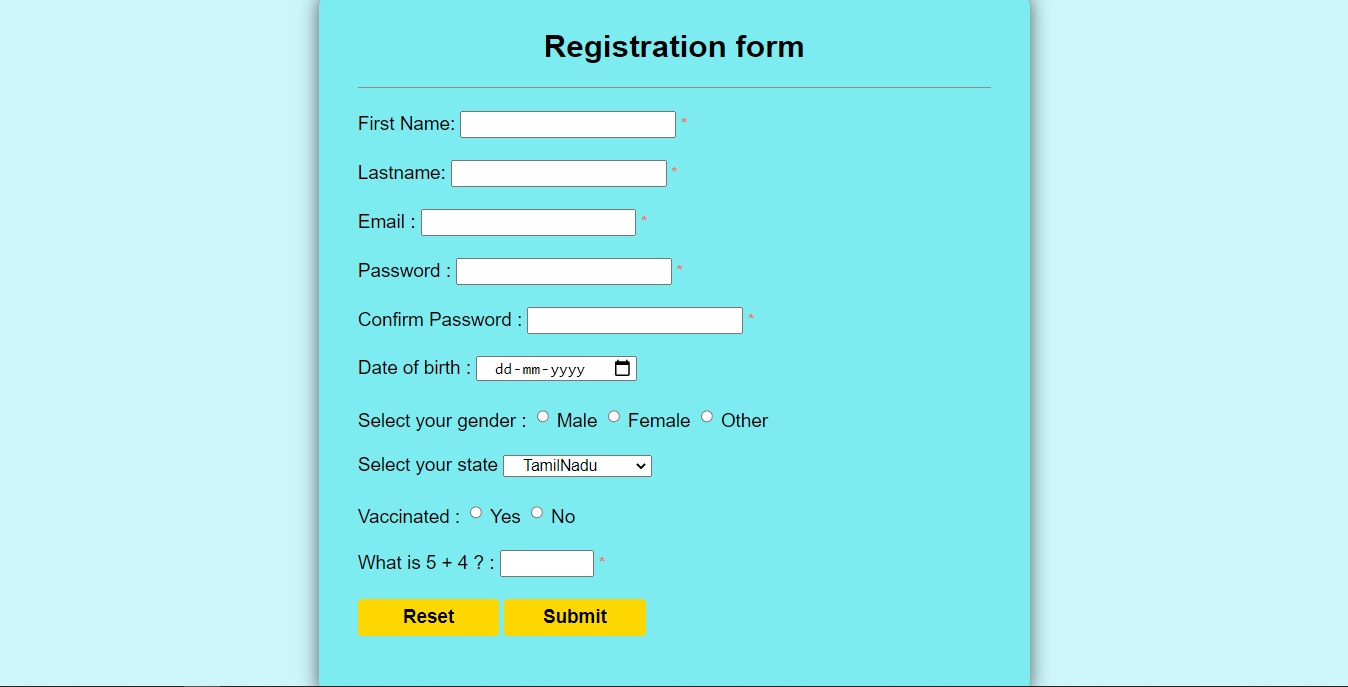 Registration form
First Name: *
Lastname: *
Email : *
Password : *
Confirm Password : *
Date of birth : dd-mm-yyyy
Select your gender : Male Female Other
Select your state TamilNadu
Vaccinated : Yes No
What is 5 + 4 ? : *
Reset Submit